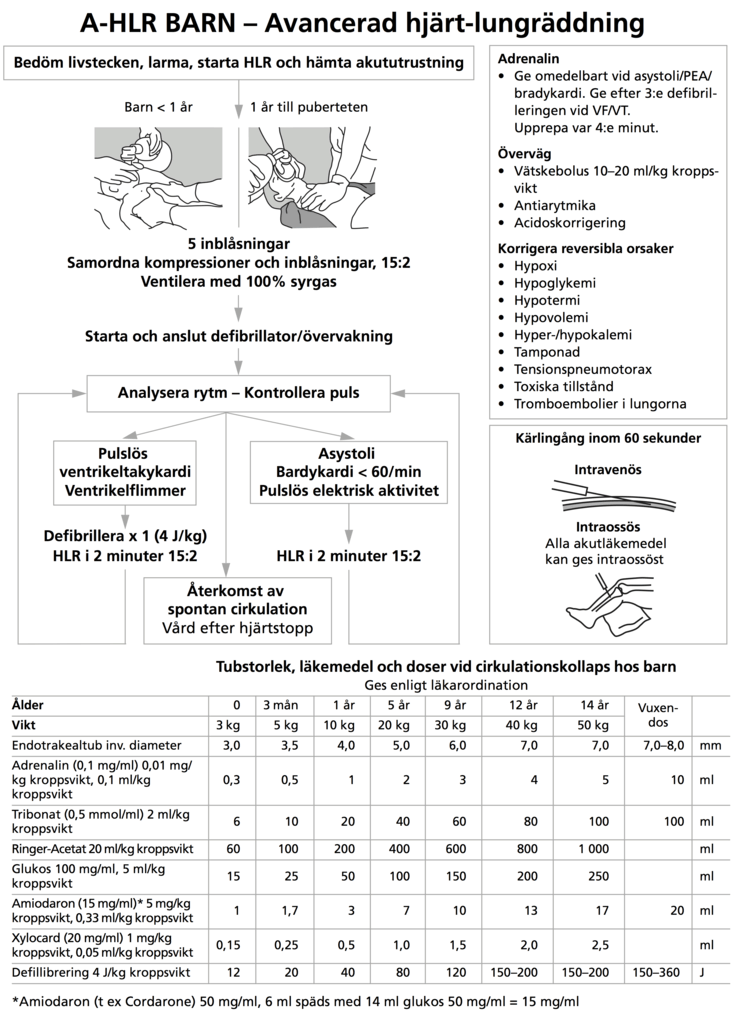 A-HLR BARN – Avancerad hjärt-lungräddning
Bedöm livstecken, larma, starta HLR och hämta akututrustning
Barn < 1 år
1 år till puberteten
5 inblåsningar
Samordna kompressioner och inblåsningar, 15:2
Ventilera med 100% syrgas
Starta och anslut defibrillator/övervakning
Analysera rytm – Kontrollera puls
Pulslös
ventrikeltakykardi
Ventrikelflimmer
Defibrillera x 1 (4 J/kg)
HLR i 2 minuter 15:2
Asystoli
Bardykardi < 60/min
Pulslös elektrisk aktivitet
HLR i 2 minuter 15:2
Återkomst av
spontan cirkulation
Vård efter hjärtstopp
Adrenalin
• Ge omedelbart vid asystoli/PEA/
bradykardi. Ge efter 3:e defibril-
leringen vid VF/VT.
Upprepa var 4:e minut.
Överväg
• Vätskebolus 10–20 ml/kg kropps-
vikt
• Antiarytmika
• Acidoskorrigering
Korrigera reversibla orsaker
• Hypoxi
• Hypoglykemi
• Hypotermi
• Hypovolemi
• Hyper-/hypokalemi
• Tamponad
• Tensionspneumotorax
• Toxiska tillstånd
• Tromboembolier i lungorna
Kärlingång inom 60 sekunder
Intravenös
Intraossös
Alla akutläkemedel
kan ges intraossöst
Tubstorlek, läkemedel och doser vid cirkulationskollaps hos barn
Ges enligt läkarordination
Ålder 0 3 mån 1 år 5 år 9 år 12 år 14 år Vuxen-
dos
Vikt 3 kg 5 kg 10 kg 20 kg 30 kg 40 kg 50 kg
Endotrakealtub inv. diameter 3,0 3,5 4,0 5,0 6,0 7,0 7,0 7,0–8,0 mm
Adrenalin (0,1 mg/ml) 0,01 mg/
kg kroppsvikt, 0,1 ml/kg 0,3 0,5 1 2 3 4 5 10 ml
kroppsvikt
Tribonat (0,5 mmol/ml) 2 ml/kg
kroppsvikt 6 10 20 40 60 80 100 100 ml
Ringer-Acetat 20 ml/kg kroppsvikt 60 100 200 400 600 800 1 000 ml
Glukos 100 mg/ml, 5 ml/kg
kroppsvikt 15 25 50 100 150 200 250 ml
Amiodaron (15 mg/ml)* 5 mg/kg
kroppsvikt, 0,33 ml/kg kroppsvikt 1 1,7 3 7 10 13 17 20 ml
Xylocard (20 mg/ml) 1 mg/kg
kroppsvikt, 0,05 ml/kg kroppsvikt 0,15 0,25 0,5 1,0 1,5 2,0 2,5 ml
Defillibrering 4 J/kg kroppsvikt 12 20 40 80 120 150–200 150–200 150–360 J
*Amiodaron (t ex Cordarone) 50 mg/ml, 6 ml späds med 14 ml glukos 50 mg/ml = 15 mg/ml